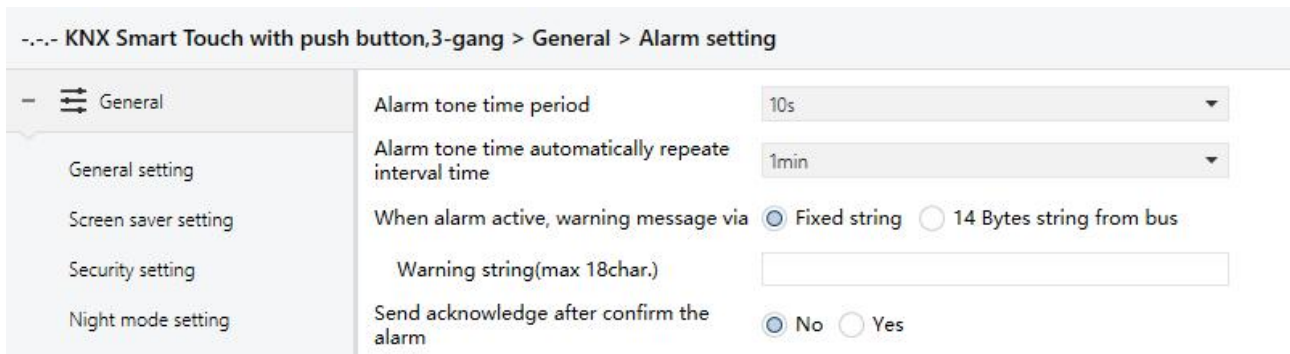 -.-.- KNX Smart Touch with push button,3-gang > General > Alarm setting
General
General setting
Screen saver setting
Security setting
Night mode setting
Alarm tone time period
10s
Alarm tone time automatically repeate
interval time
1min
When alarm active, warning message via
Fixed string
14 Bytes string from bus
Warning string(max 18char.)
Send acknowledge after confirm the
alarm
No
Yes